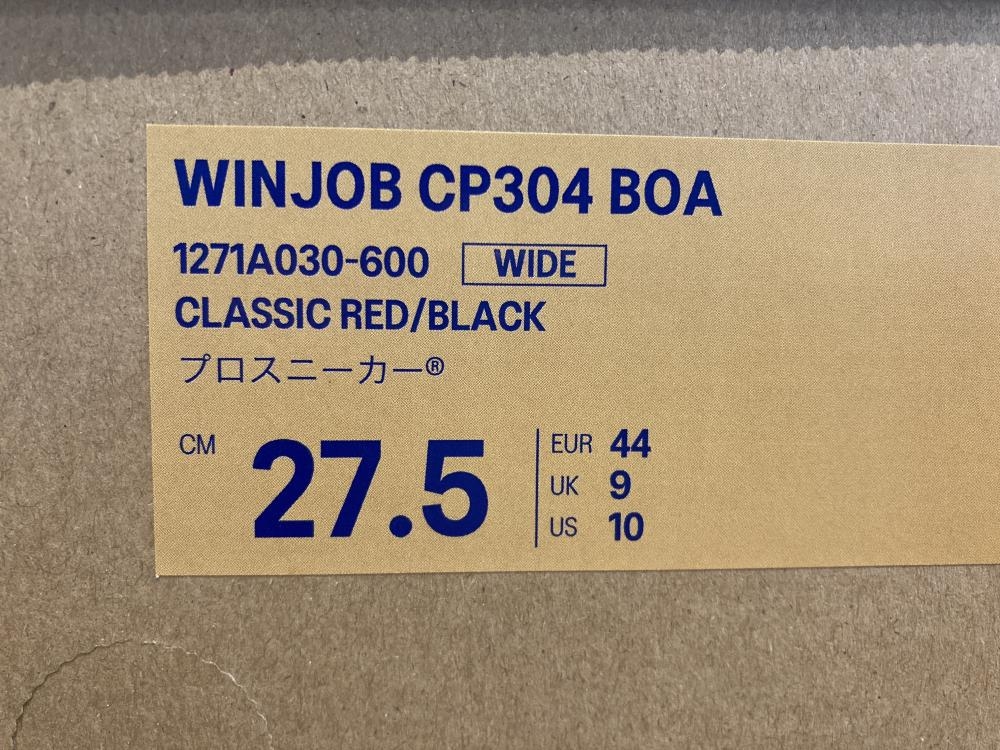 WINJOB CP304 BOA
1271A030-600 WIDE
CLASSIC RED/BLACK
プロスニーカー®
CM 27.5
EUR 44
UK 9
US 10